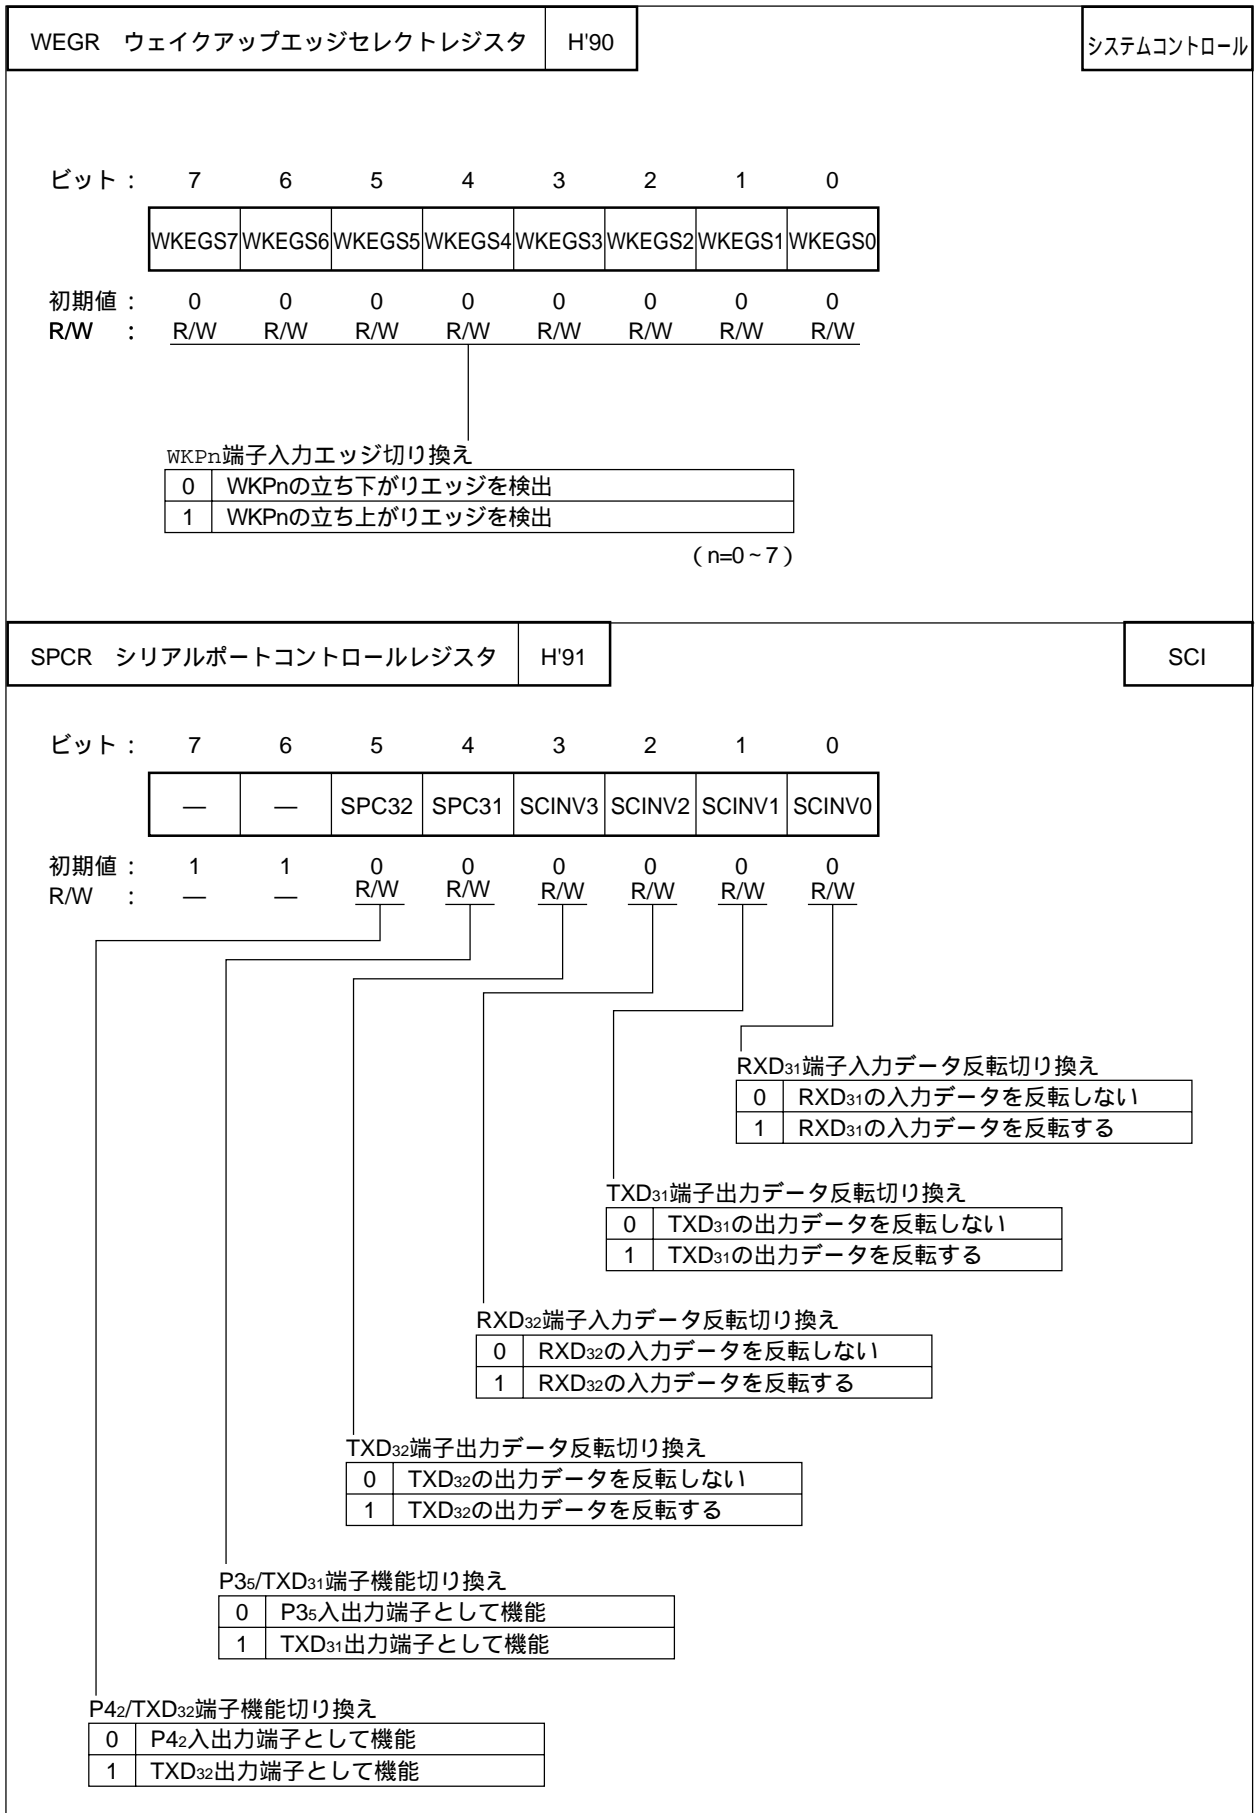 WEGR ウェイクアップエッジセレクトレジスタ H'90 システムコントロール
ビット : 7 6 5 4 3 2 1 0
WKEGS7 WKEGS6 WKEGS5 WKEGS4 WKEGS3 WKEGS2 WKEGS1 WKEGS0
初期値 : 0 0 0 0 0 0 0 0
R/W : R/W R/W R/W R/W R/W R/W R/W R/W
WKPn端子入力エッジ切り換え
0 WKPnの立ち下がりエッジを検出
1 WKPnの立ち上がりエッジを検出
(n=0~7)
SPCR シリアルポートコントロールレジスタ H'91 SCI
ビット : 7 6 5 4 3 2 1 0
— — SPC32 SPC31 SCINV3 SCINV2 SCINV1 SCINV0
初期値 : 1 1 0 0 0 0 0 0
R/W : — — R/W R/W R/W R/W R/W R/W
RXD31端子入力データ反転切り換え
0 RXD31の入力データを反転しない
1 RXD31の入力データを反転する
TXD31端子出力データ反転切り換え
0 TXD31の出力データを反転しない
1 TXD31の出力データを反転する
RXD32端子入力データ反転切り換え
0 RXD32の入力データを反転しない
1 RXD32の入力データを反転する
TXD32端子出力データ反転切り換え
0 TXD32の出力データを反転しない
1 TXD32の出力データを反転する
P35/TXD31端子機能切り換え
0 P35入出力端子として機能
1 TXD31出力端子として機能
P42/TXD32端子機能切り換え
0 P42入出力端子として機能
1 TXD32出力端子として機能